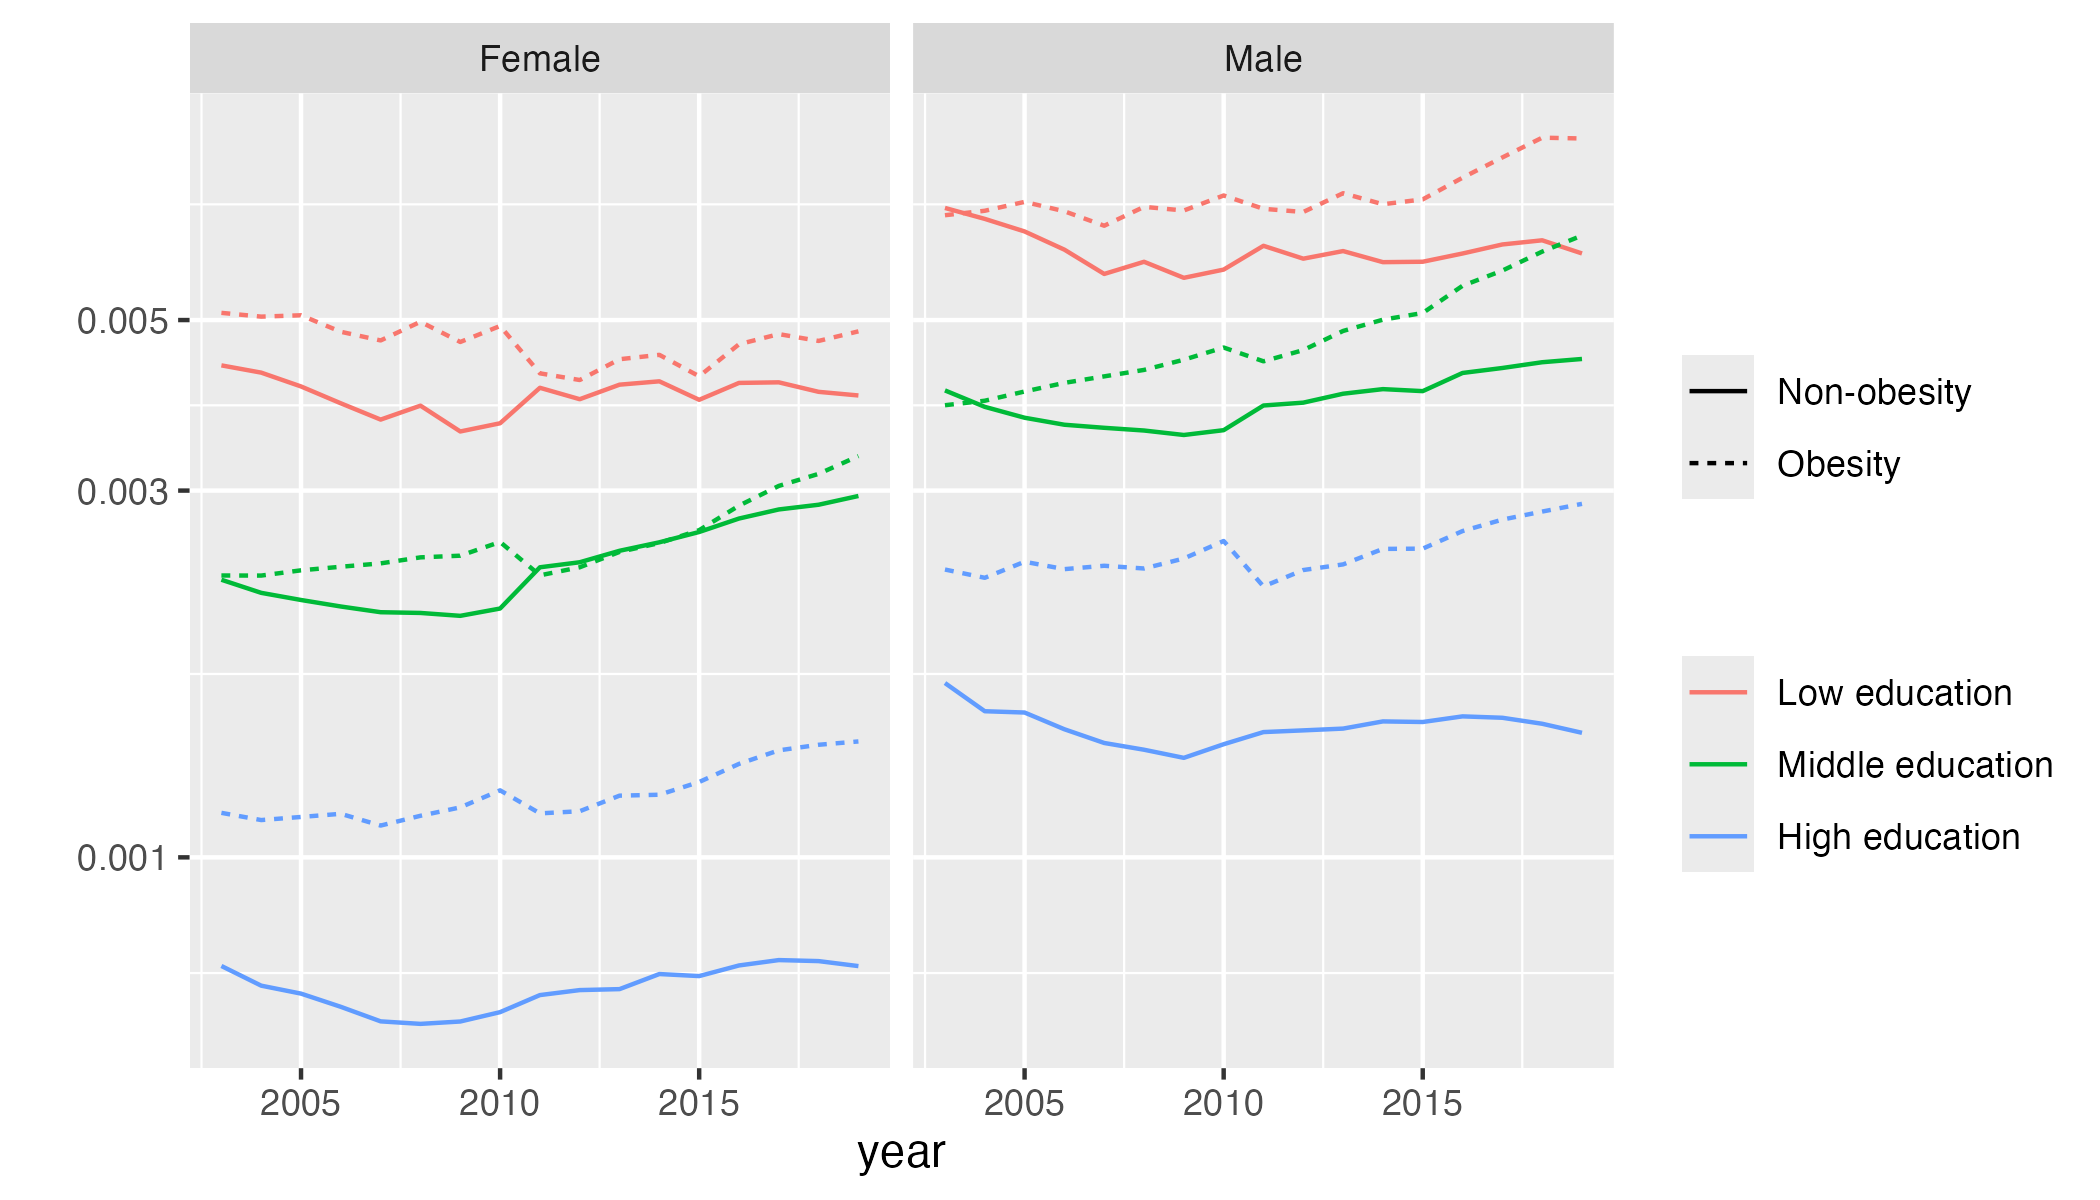 Female
Male
0.005
0.003
0.001
2005 2010 2015
2005 2010 2015
year
Non-obesity
Obesity
Low education
Middle education
High education